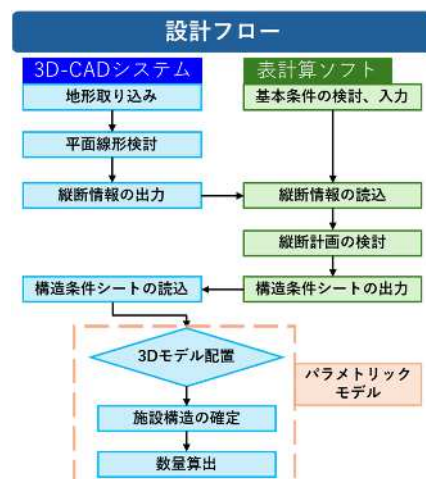 設計フロー
3D-CADシステム
表計算ソフト
地形取り込み
基本条件の検討、入力
平面線形検討
縦断情報の出力
縦断情報の読込
縦断計画の検討
構造条件シートの読込
構造条件シートの出力
3Dモデル配置
パラメトリック
モデル
施設構造の確定
数量算出